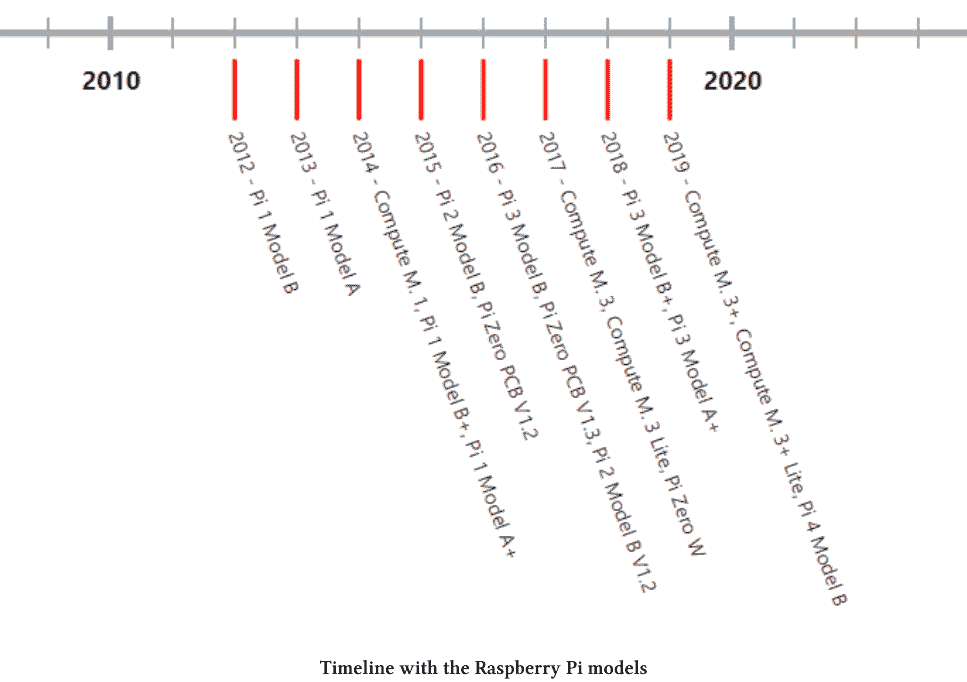 2010
2020
2012 - Pi 1 Model B
2013 - Pi 1 Model A
2014 - Compute M. 1, Pi 1 Model B+, Pi 1 Model A+
2015 - Pi 2 Model B, Pi Zero PCB V1.2
2016 - Pi 3 Model B, Pi Zero PCB V1.3, Pi 2 Model B V1.2
2017 - Compute M. 3, Compute M. 3 Lite, Pi Zero W
2018 - Pi 3 Model B+, Pi 3 Model A+
2019 - Compute M. 3+, Compute M. 3+ Lite, Pi 4 Model B
Timeline with the Raspberry Pi models